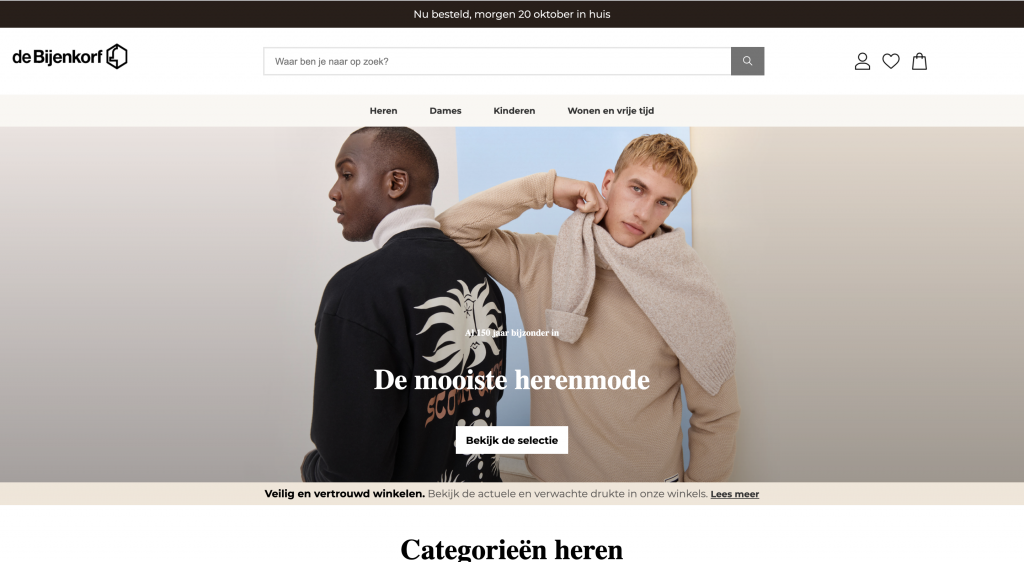 Nu besteld, morgen 20 oktober in huis
de Bijenkorf
Waar ben je naar op zoek?
Heren
Dames
Kinderen
Wonen en vrije tijd
Al 150 jaar bijzonder in
De mooiste herenmode
Bekijk de selectie
Veilig en vertrouwd winkelen. Bekijk de actuele en verwachte drukte in onze winkels. Lees meer
Categorieën heren